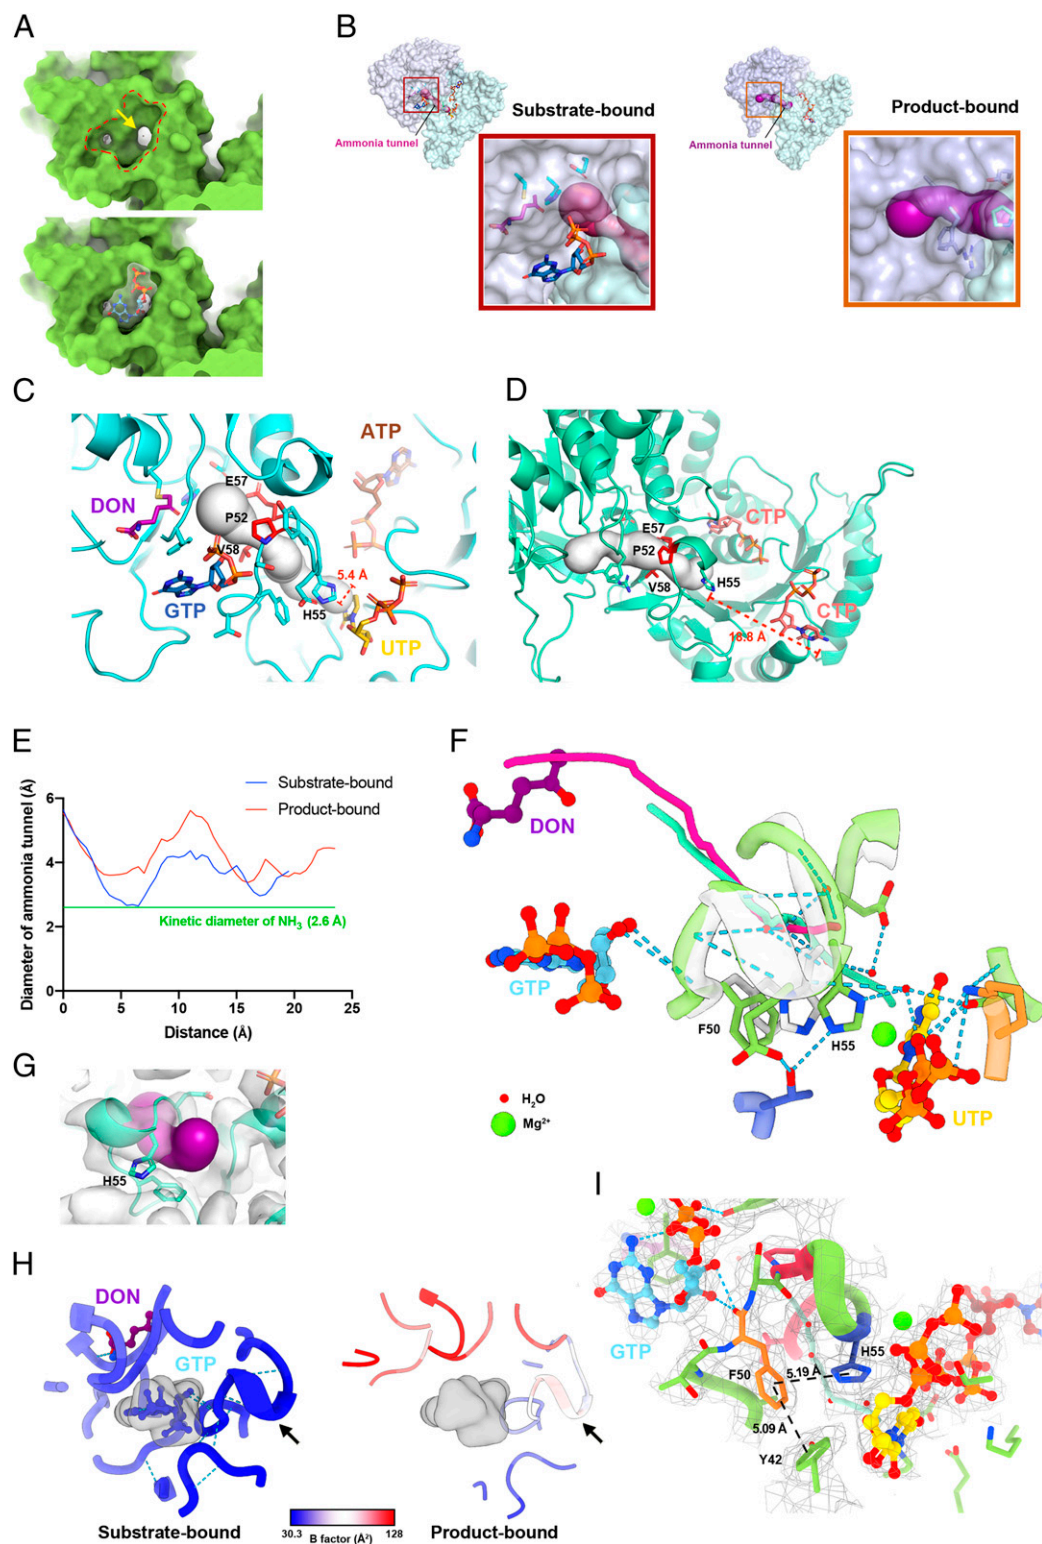 A
B
Substrate-bound
Ammonia tunnel
Product-bound
Ammonia tunnel
C
DON
E57
P52
V58
GTP
ATP
5.4 Å
H55
UTP
D
E57
P52
V58
H55
CTP
CTP
18.8 Å
E
Substrate-bound
Product-bound
Diameter of ammonia tunnel (Å)
6
4
2
0
Kinetic diameter of NH₃ (2.6 Å)
0 5 10 15 20 25
Distance (Å)
F
DON
GTP
F50
H55
UTP
H₂O
Mg²⁺
G
H55
H
DON
GTP
Substrate-bound
30.3 128
B factor (Å²)
Product-bound
I
GTP
F50
H55
5.19 Å
5.09 Å
Y42